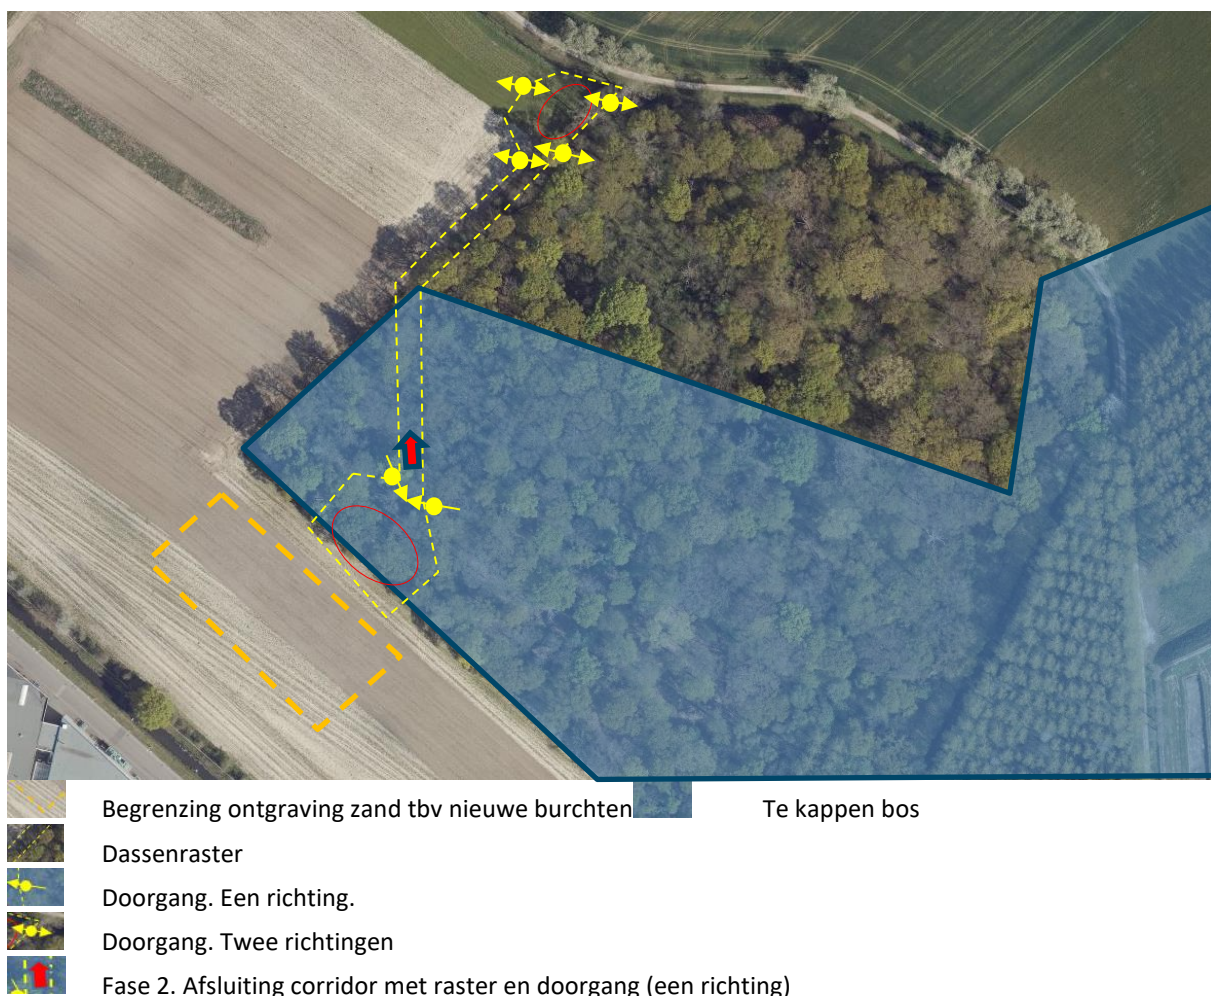 Begrenzing ontgraving zand tbv nieuwe burchten Te kappen bos
Dassenraster
Doorgang. Een richting.
Doorgang. Twee richtingen
Fase 2. Afsluiting corridor met raster en doorgang (een richting)